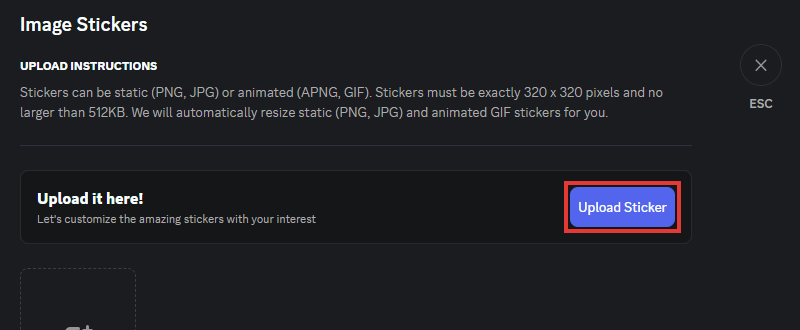 Image Stickers
UPLOAD INSTRUCTIONS
Stickers can be static (PNG, JPG) or animated (APNG, GIF). Stickers must be exactly 320 x 320 pixels and no
larger than 512KB. We will automatically resize static (PNG, JPG) and animated GIF stickers for you.
ESC
Upload it here!
Let's customize the amazing stickers with your interest
Upload Sticker